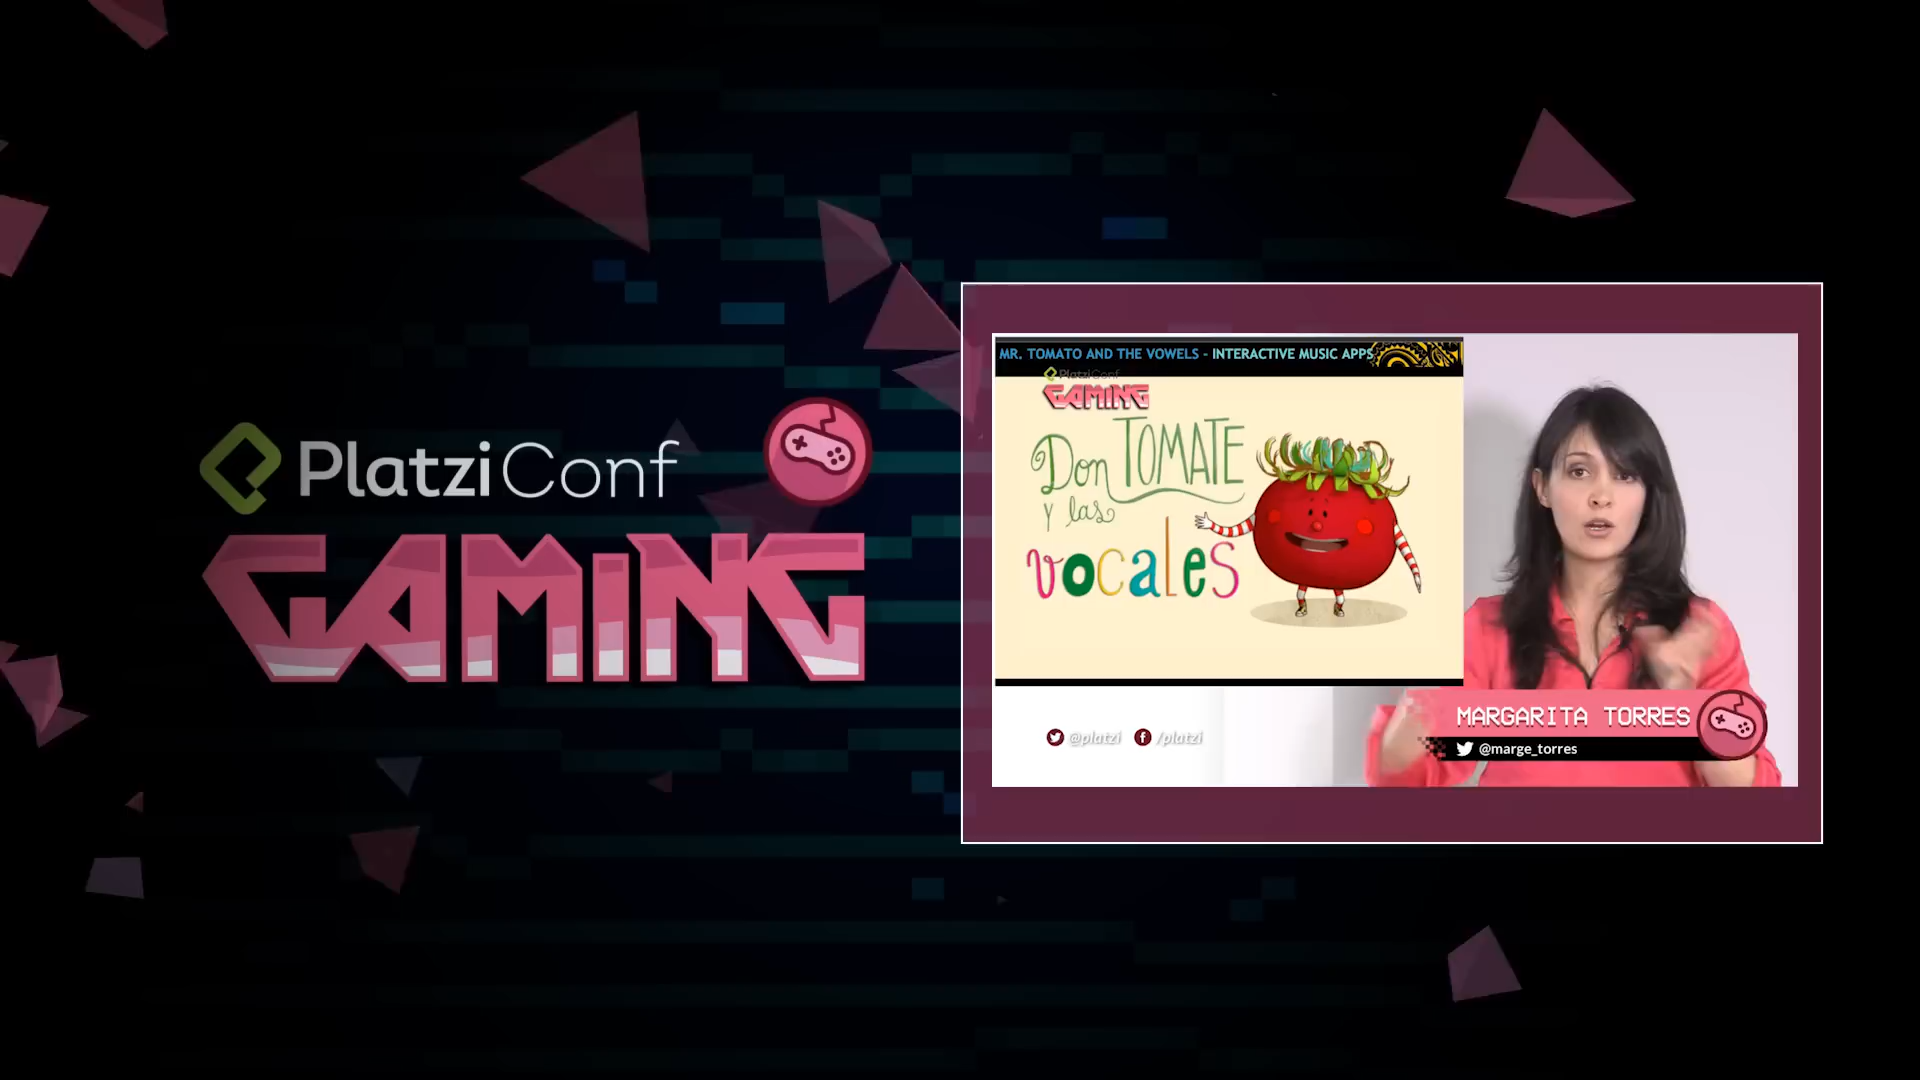 PlatziConf
GAMING
MR. TOMATO AND THE VOWELS - INTERACTIVE MUSIC APPS
PlatziConf
GAMING
Don TOMATE
y las
vocales
@platzi /platzi
MARGARITA TORRES
@marge_torres